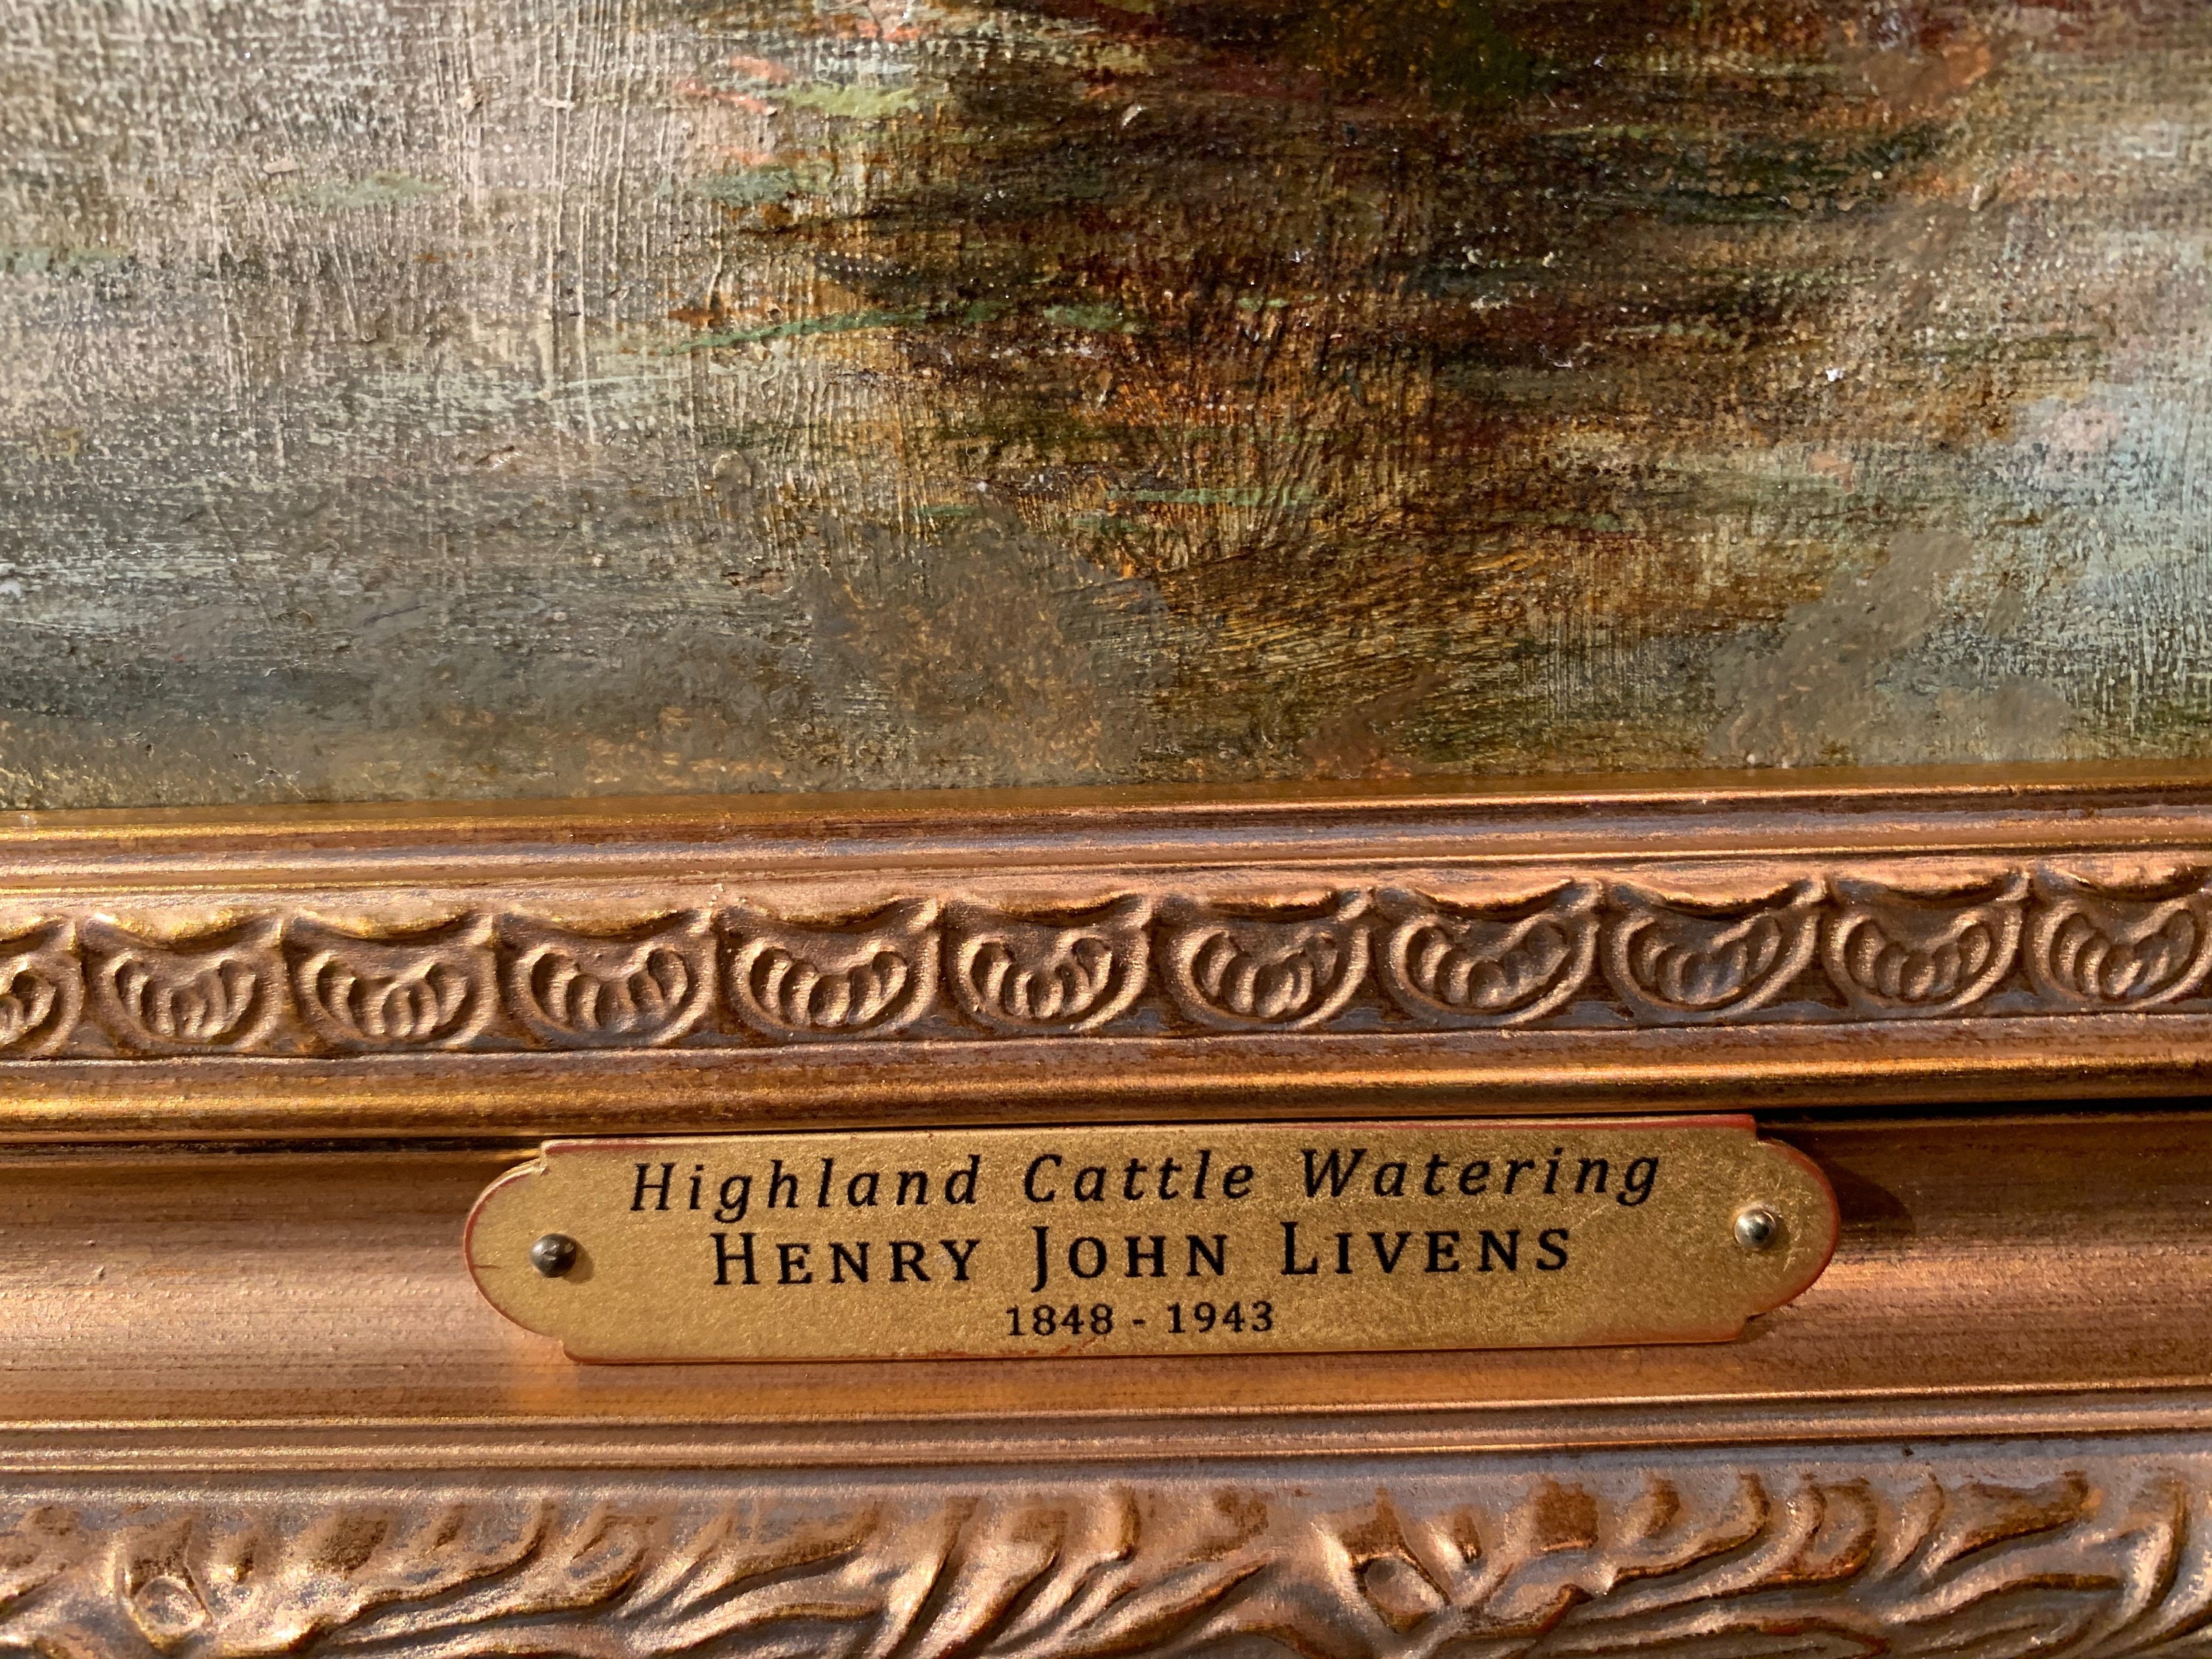 Highland Cattle Watering
HENRY JOHN LIVENS
1848 - 1943